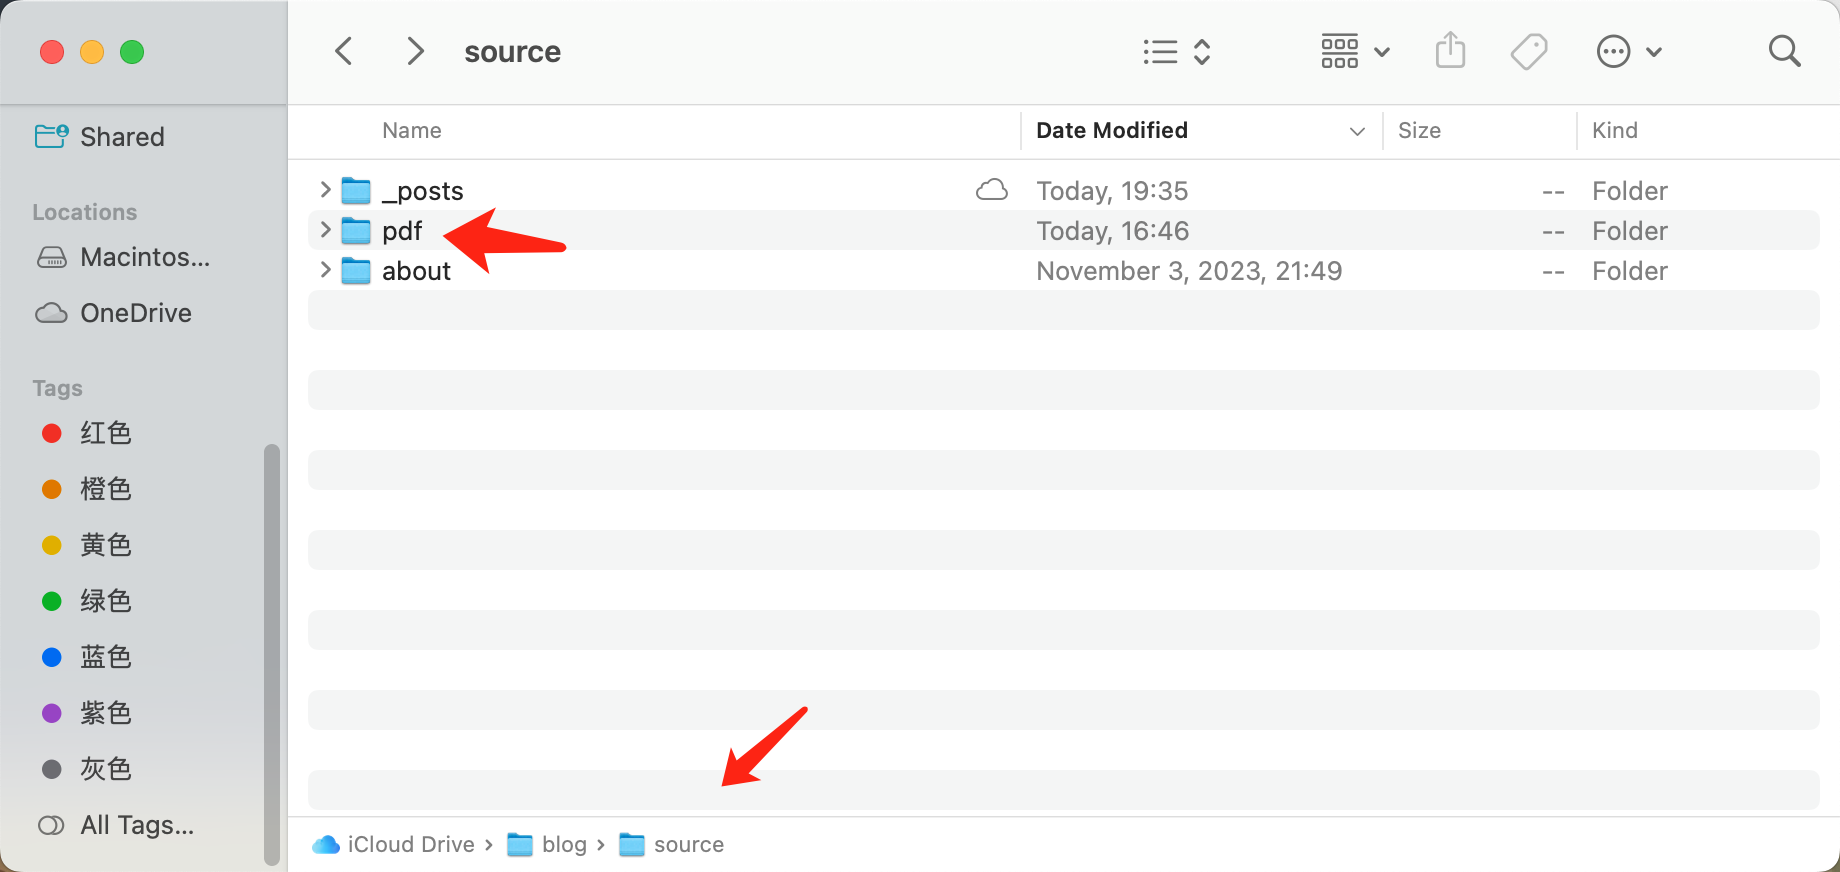 source
Shared
Locations
Macintos...
OneDrive
Tags
红色
橙色
黄色
绿色
蓝色
紫色
灰色
All Tags...
Name Date Modified Size Kind
_posts Today, 19:35 -- Folder
pdf Today, 16:46 -- Folder
about November 3, 2023, 21:49 -- Folder
iCloud Drive › blog › source